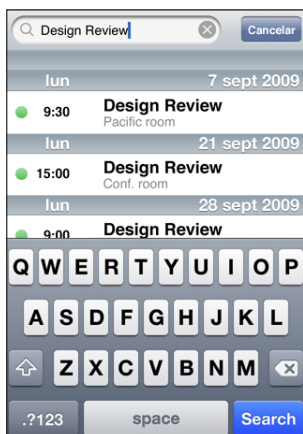 Design Review
Cancelar
lun 7 sept 2009
9:30 Design Review
Pacific room
lun 21 sept 2009
15:00 Design Review
Conf. room
lun 28 sept 2009
9:00 Design Review
Q W E R T Y U I O P
A S D F G H J K L
Z X C V B N M
.?123 space Search